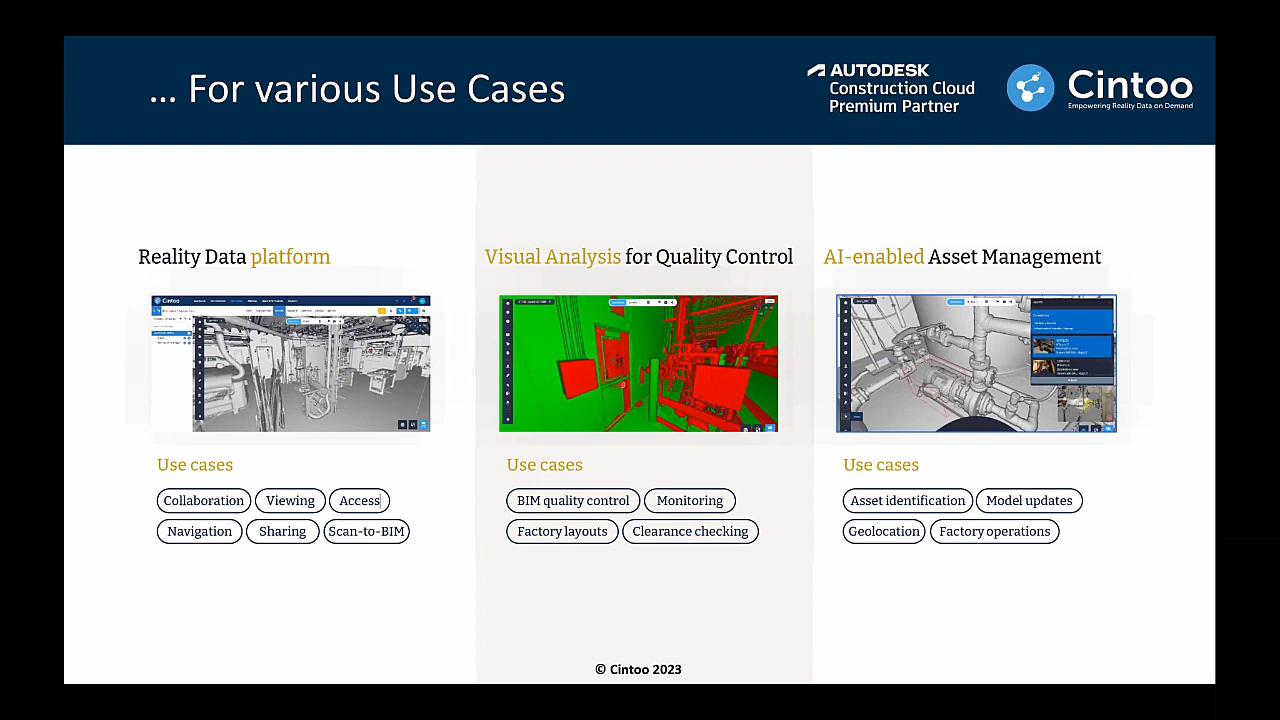 ... For various Use Cases
AUTODESK
Construction Cloud
Premium Partner
Cintoo
Empowering Reality Data on Demand
Reality Data platform
Visual Analysis for Quality Control
AI-enabled Asset Management
Cintoo
Use cases
Use cases
Use cases
Collaboration Viewing Access
BIM quality control Monitoring
Asset identification Model updates
Navigation Sharing Scan-to-BIM
Factory layouts Clearance checking
Geolocation Factory operations
© Cintoo 2023